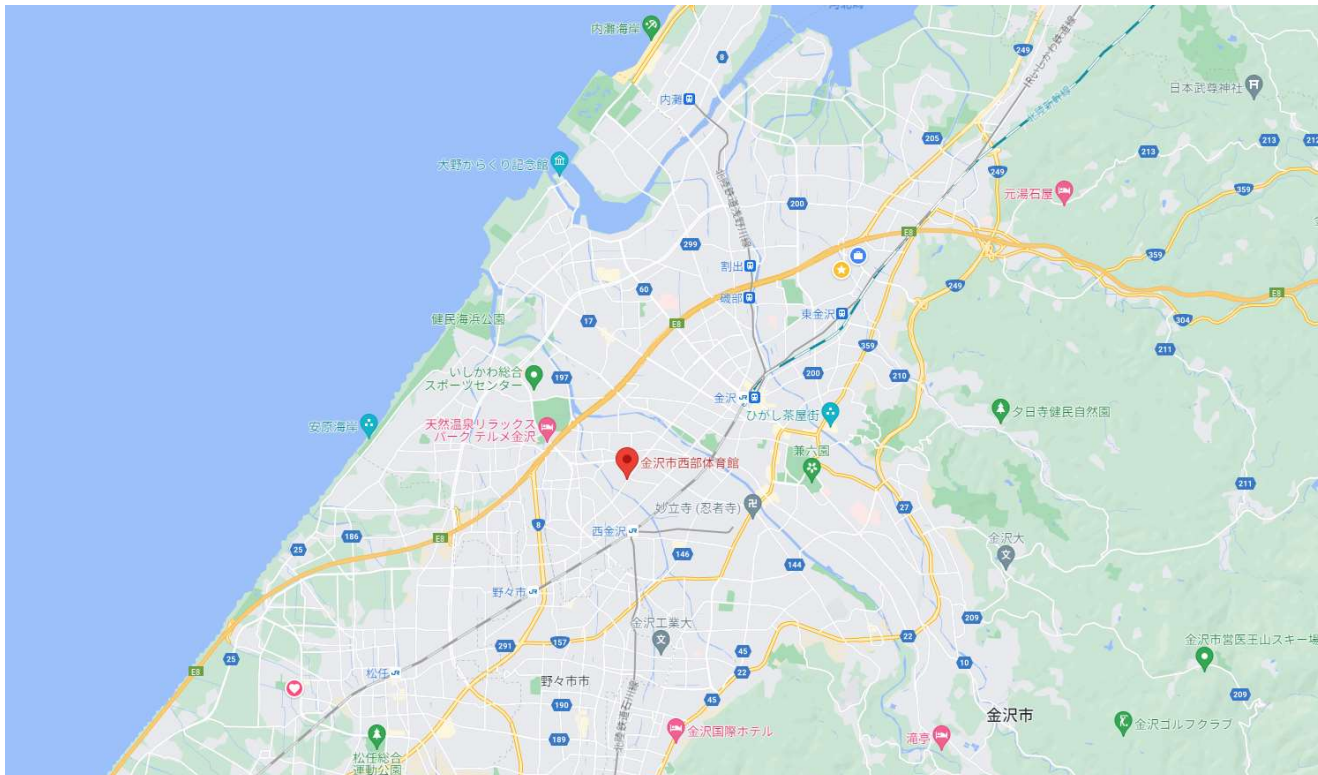 内灘海岸
8
249
IRいしかわ鉄道線
北陸新幹線
日本武尊神社
内灘
205
213
213
212
大野からくり記念館
249
北陸鉄道浅野川線
元湯石屋
359
200
E8
299
359
割出
249
60
E8
磯部
健民海浜公園
17
東金沢
304
E8
211
359
いしかわ総合
スポーツセンター
197
200
210
金沢
ひがし茶屋街
夕日寺健民自然園
安原海岸
天然温泉リラックス
パーク テルメ金沢
兼六園
金沢市西部体育館
211
妙立寺 (忍者寺)
27
8
西金沢
186
E8
金沢大
25
146
144
野々市
209
金沢工業大
22
291
157
金沢市営医王山スキー場
45
25
10
E8
松任
22
野々市市
209
190
45
金沢市
金沢国際ホテル
金沢ゴルフクラブ
滝亭
189
北陸鉄道石川線
松任総合
運動公園